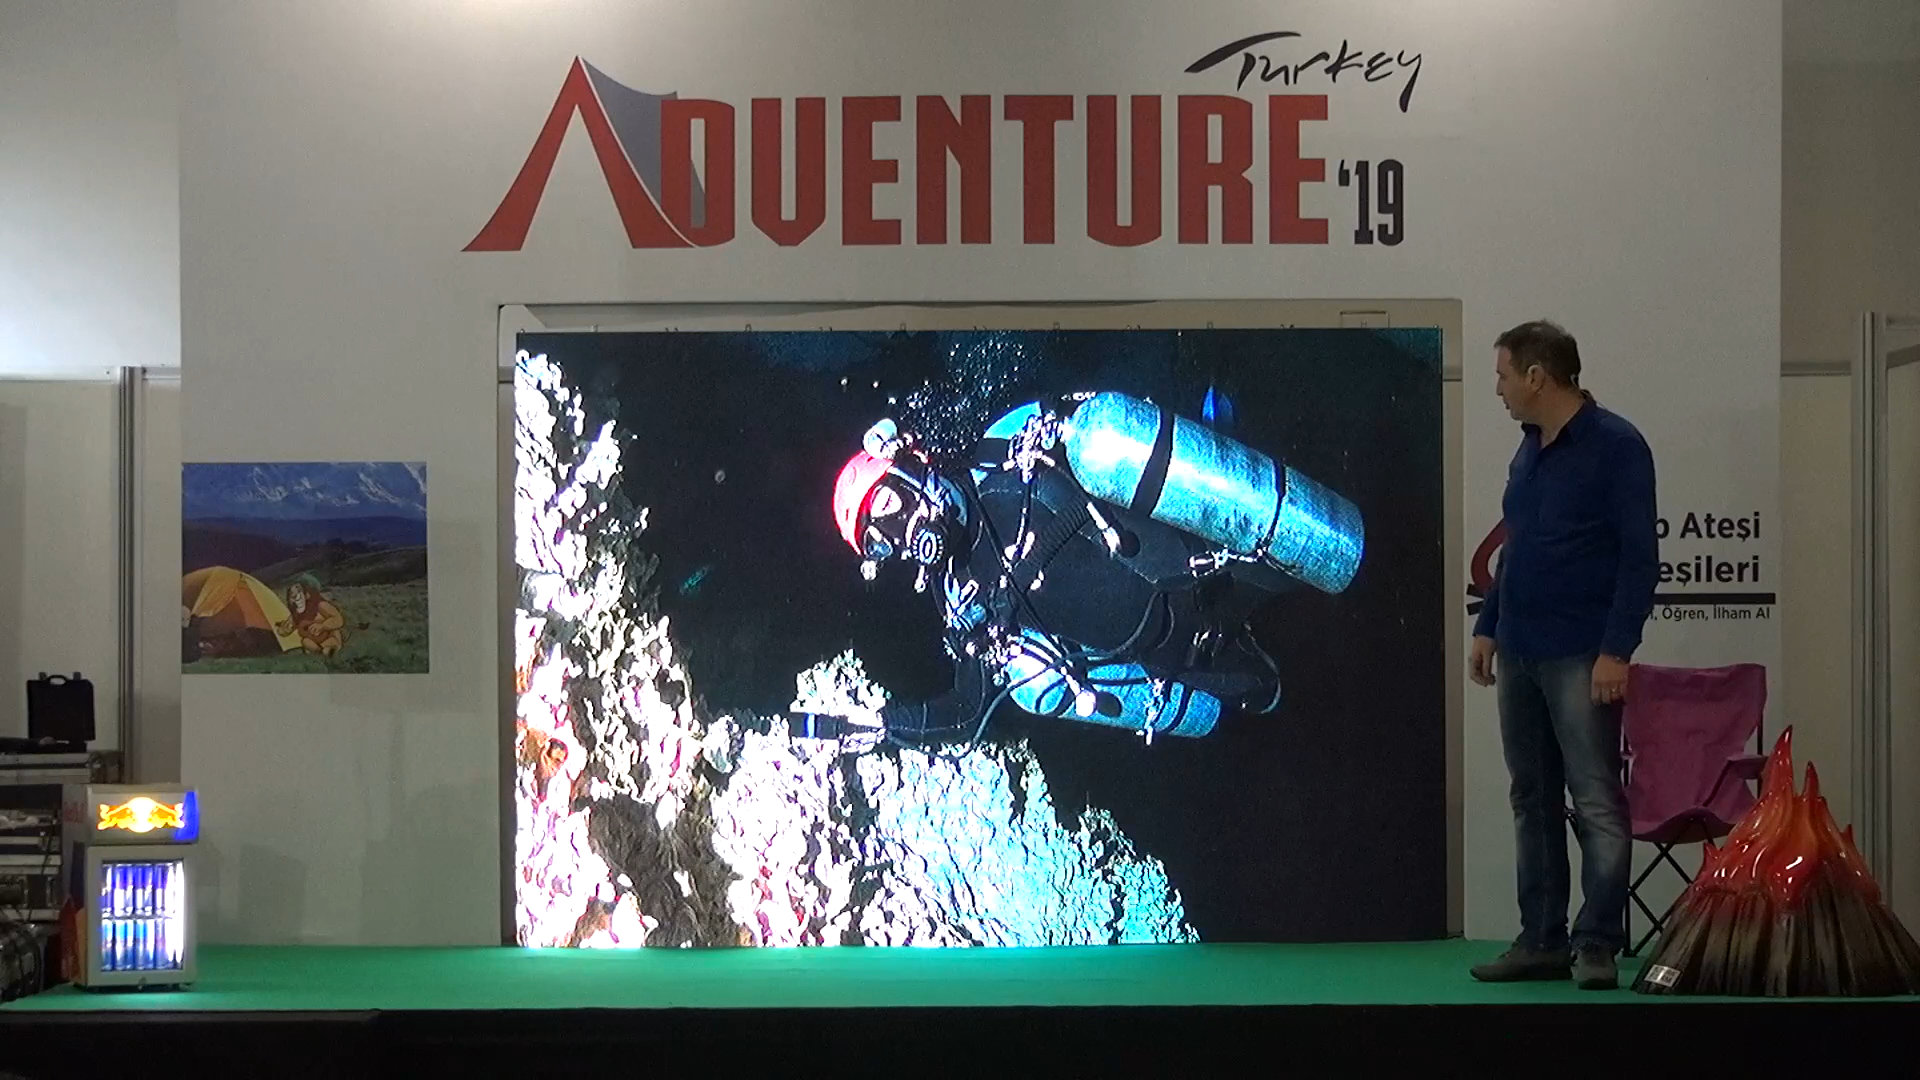 Turkey
ADVENTURE '19
p Ateşi
eşileri
, Öğren, İlham Al